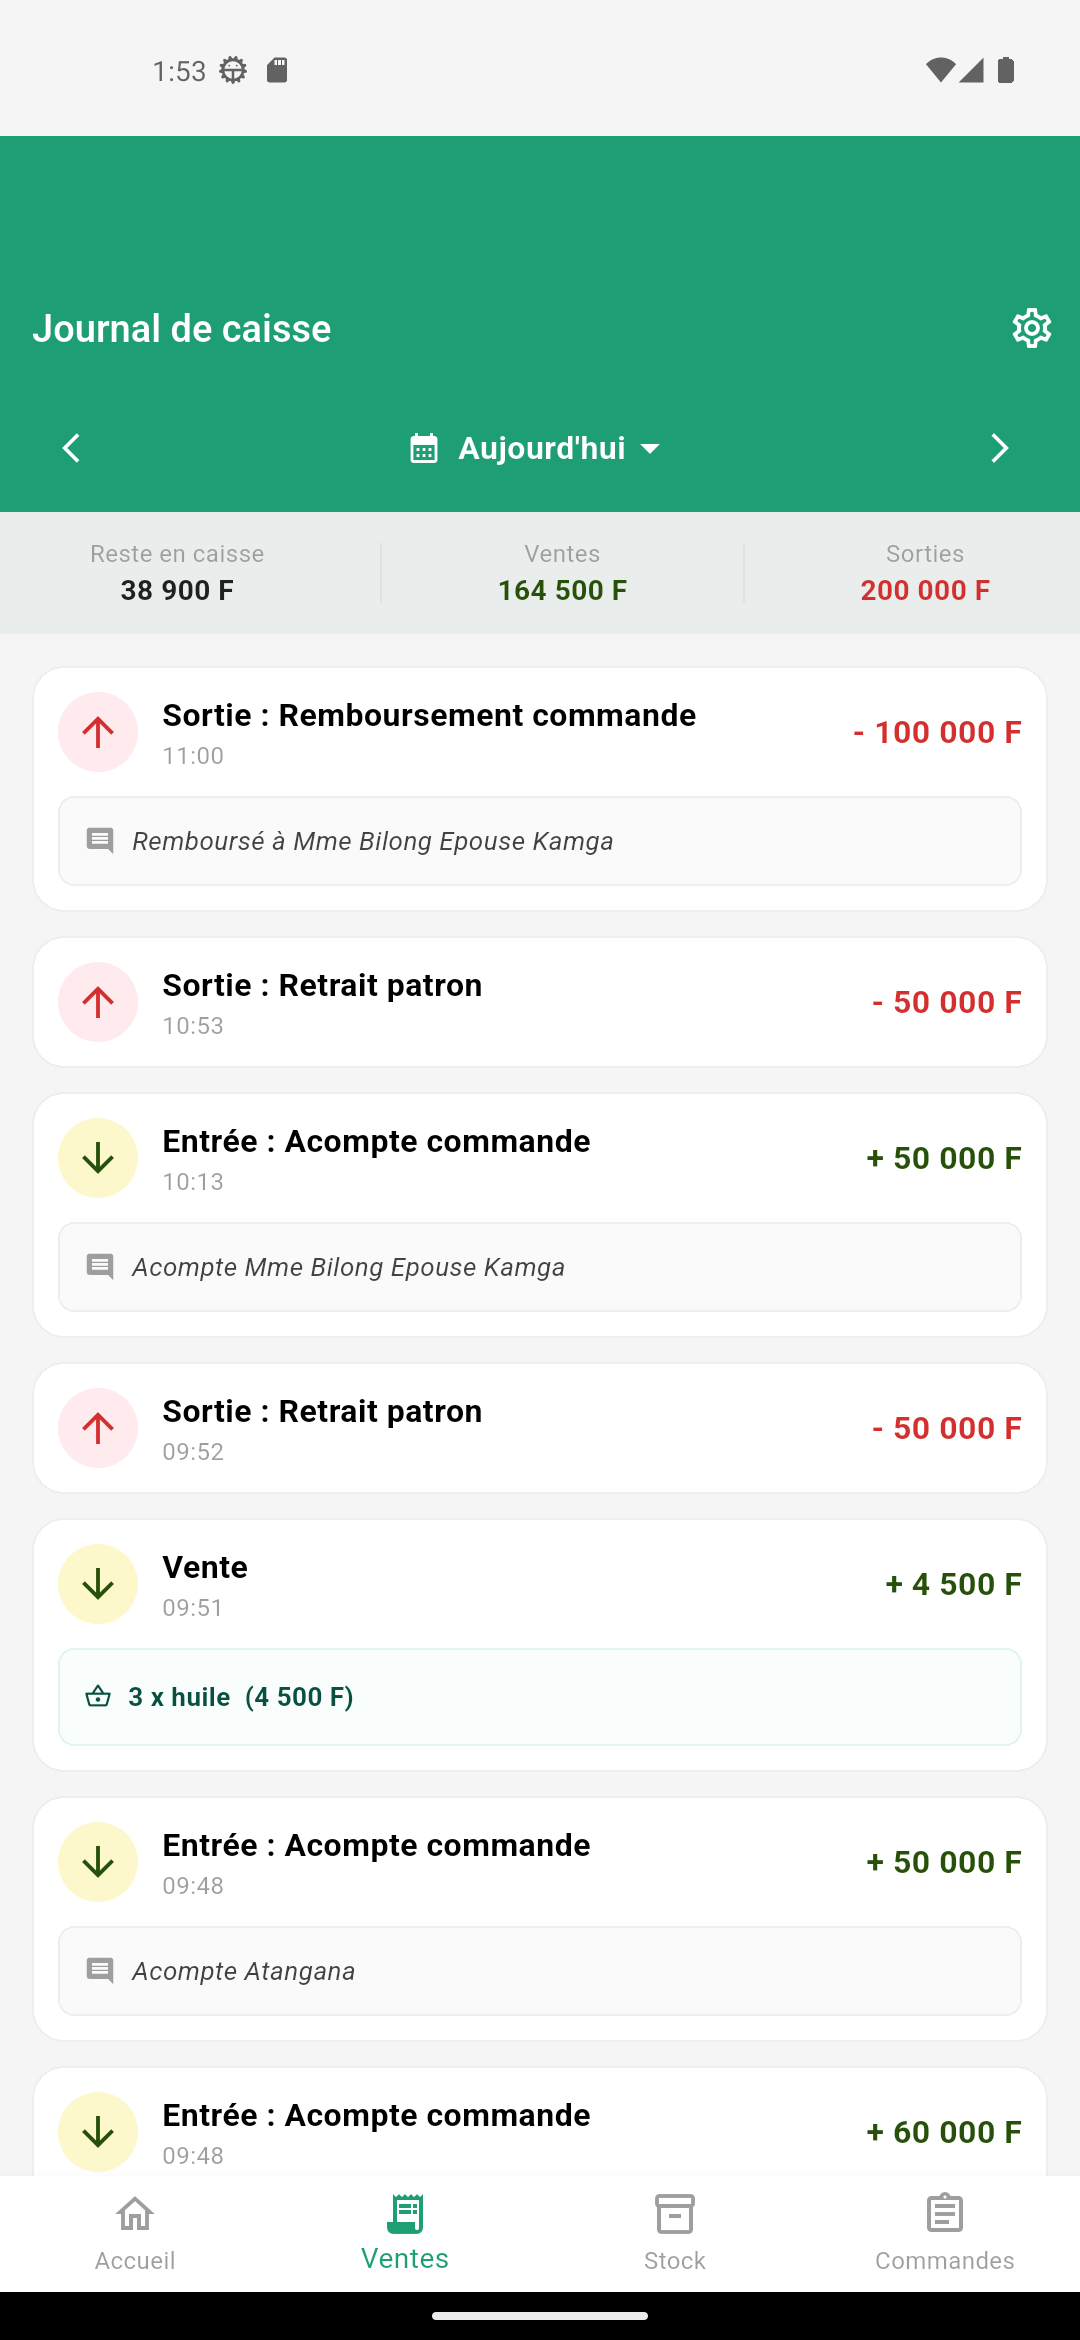 1:53
Journal de caisse
Aujourd'hui
Reste en caisse
38 900 F
Ventes
164 500 F
Sorties
200 000 F
Sortie : Remboursement commande
11:00
- 100 000 F
Remboursé à Mme Bilong Epouse Kamga
Sortie : Retrait patron
10:53
- 50 000 F
Entrée : Acompte commande
10:13
+ 50 000 F
Acompte Mme Bilong Epouse Kamga
Sortie : Retrait patron
09:52
- 50 000 F
Vente
09:51
+ 4 500 F
3 x huile (4 500 F)
Entrée : Acompte commande
09:48
+ 50 000 F
Acompte Atangana
Entrée : Acompte commande
09:48
+ 60 000 F
Accueil
Ventes
Stock
Commandes